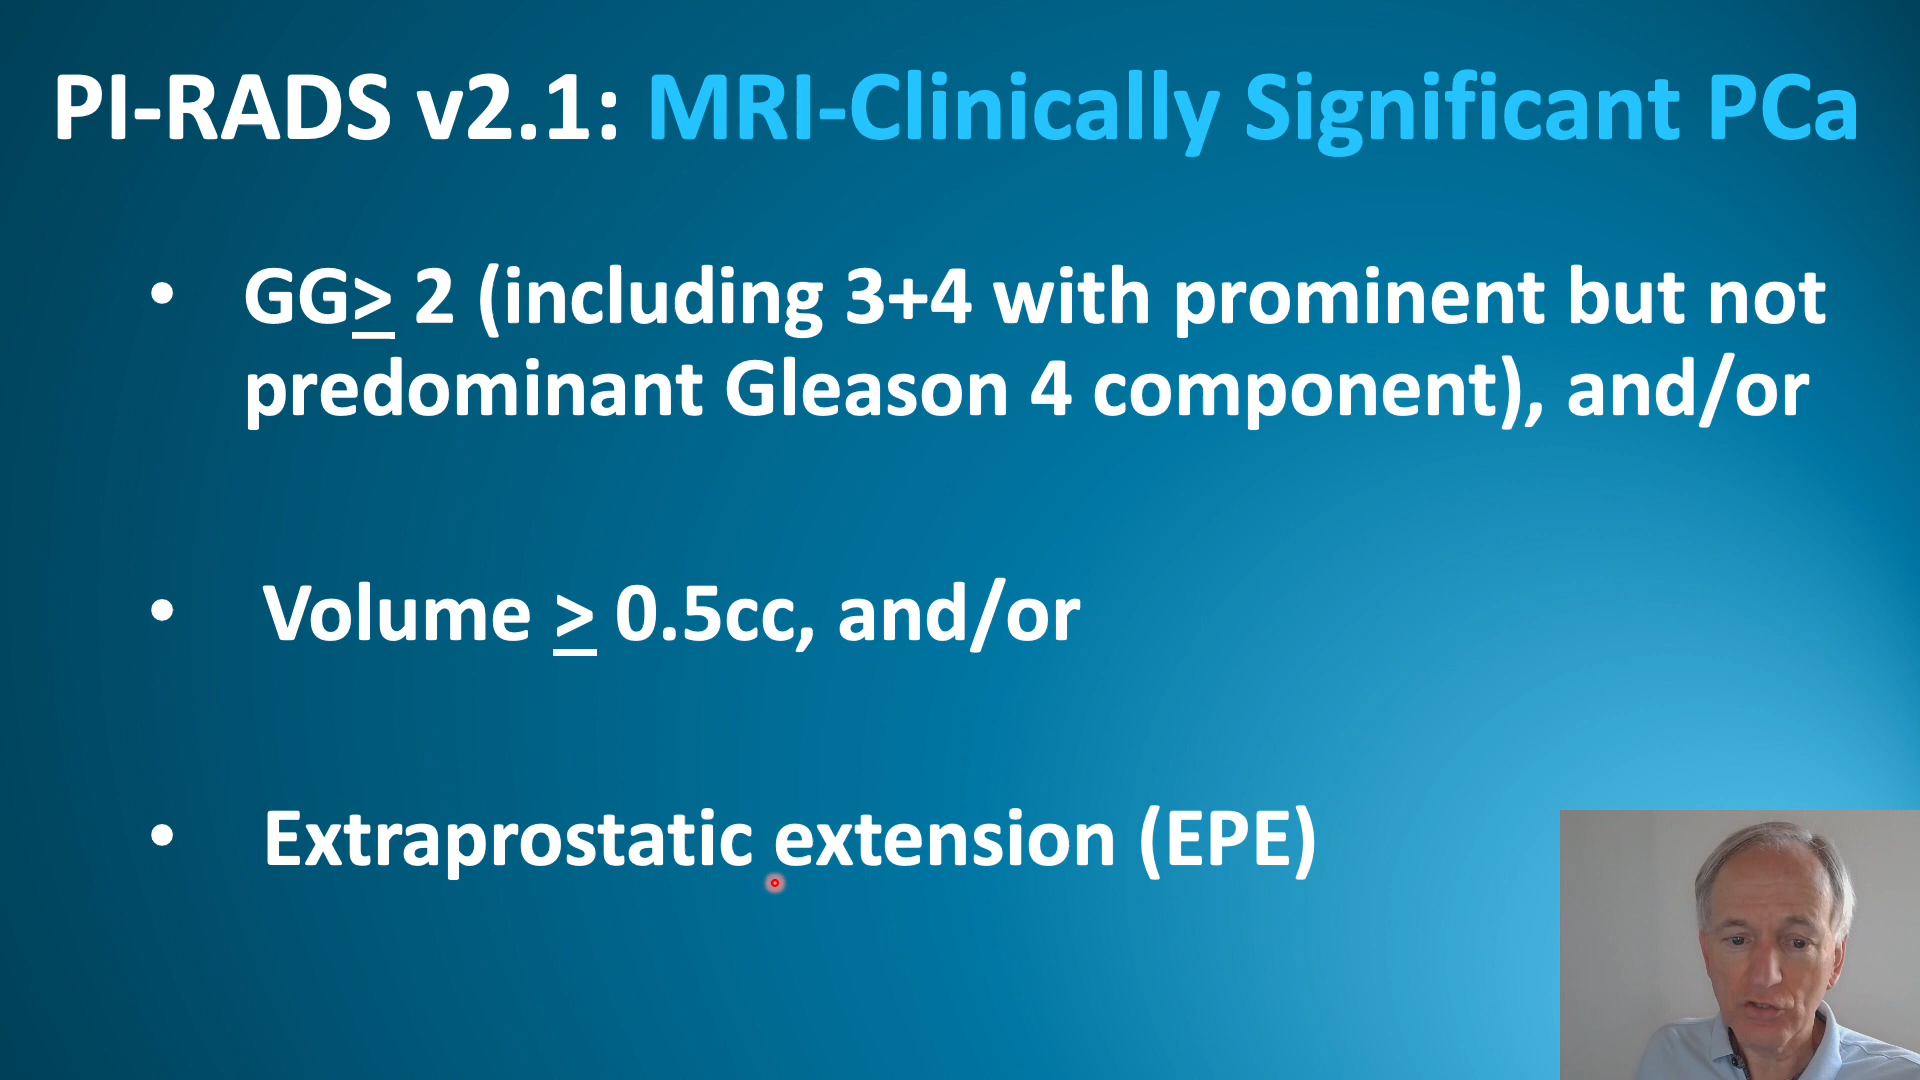 PI-RADS v2.1: MRI-Clinically Significant PCa
• GG≥ 2 (including 3+4 with prominent but not
predominant Gleason 4 component), and/or
• Volume ≥ 0.5cc, and/or
• Extraprostatic extension (EPE)